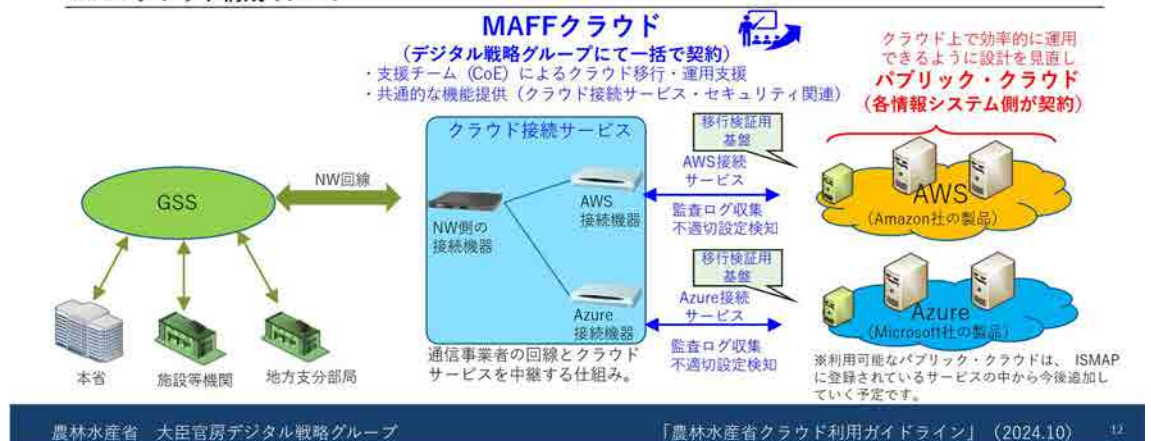 MAFFクラウド
(デジタル戦略グループにて一括で契約)
・支援チーム(CoE)によるクラウド移行・運用支援
・共通的な機能提供(クラウド接続サービス・セキュリティ関連)
クラウド上で効率的に運用
できるように設計を見直し
パブリック・クラウド
(各情報システム側が契約)
クラウド接続サービス
移行検証用
基盤
AWS接続
サービス
NW回線
GSS
AWS
接続機器
NW側の
接続機器
監査ログ収集
不適切設定検知
AWS
(Amazon社の製品)
移行検証用
基盤
Azure接続
サービス
Azure
接続機器
監査ログ収集
不適切設定検知
Azure
(Microsoft社の製品)
通信事業者の回線とクラウド
サービスを中継する仕組み。
本省
施設等機関
地方支分部局
※利用可能なパブリック・クラウドは、 ISMAP
に登録されているサービスの中から今後追加し
ていく予定です。
農林水産省 大臣官房デジタル戦略グループ
「農林水産省クラウド利用ガイドライン」(2024.10)
12